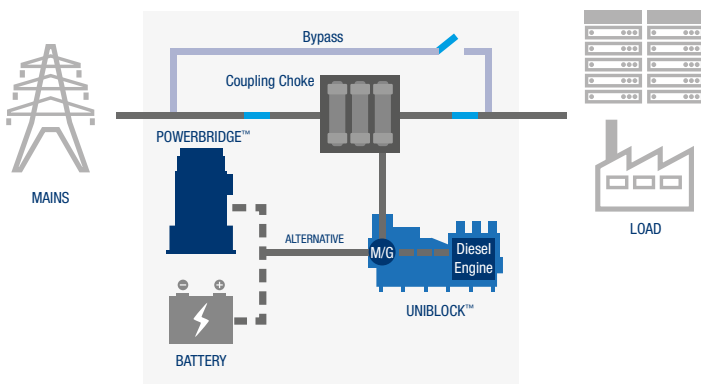 Bypass
Coupling Choke
POWERBRIDGE™
MAINS
LOAD
ALTERNATIVE
M/G
Diesel
Engine
UNIBLOCK™
BATTERY